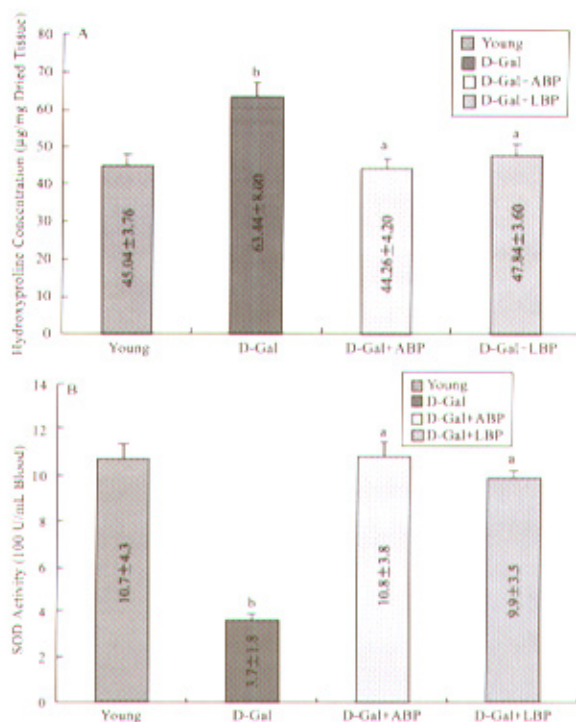 A
Young
D-Gal
D-Gal-ABP
D-Gal-LBP
Hydroxyproline Concentration (μg/mg Dried Tissue)
80
70
60
50
40
30
20
10
0
b
a
a
45.04±3.76
63.44±8.00
44.26±4.20
47.84±3.60
Young
D-Gal
D-Gal+ABP
D-Gal-LBP
B
Young
D-Gal
D-Gal+ABP
D-Gal+LBP
SOD Activity (100 U/mL Blood)
14
12
10
8
6
4
2
0
b
a
a
10.7±4.3
3.7±1.8
10.8±3.8
9.9±3.5
Young
D-Gal
D-Gal+ABP
D-Gal+LBP